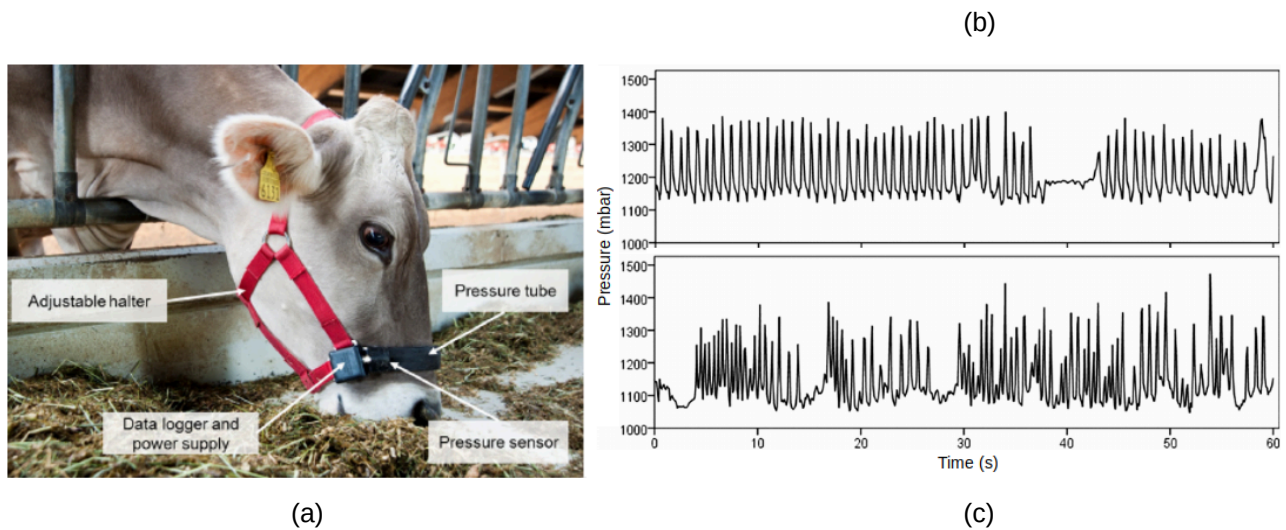 (b)
Adjustable halter
Pressure tube
Data logger and
power supply
Pressure sensor
(a)
Pressure (mbar)
1500
1400
1300
1200
1100
1000
1500
1400
1300
1200
1100
1000
0 10 20 30 40 50 60
Time (s)
(c)